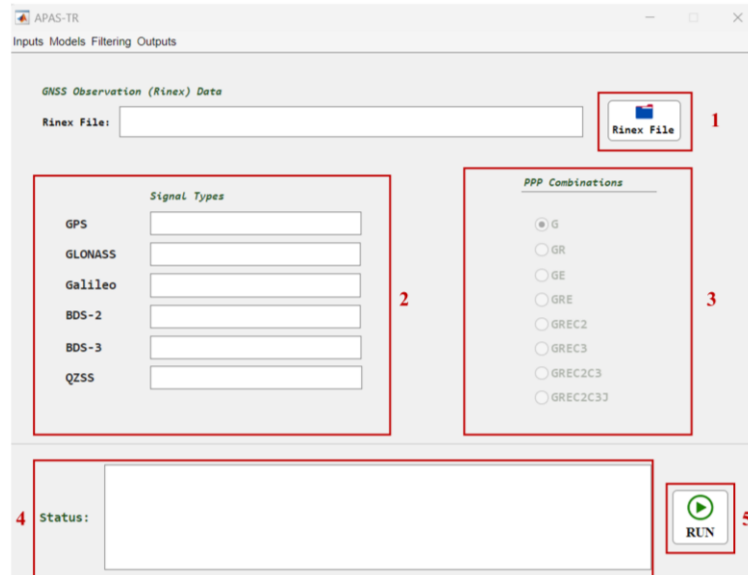 APAS-TR
Inputs Models Filtering Outputs
GNSS Observation (Rinex) Data
Rinex File:
Rinex File
1
Signal Types
GPS
GLONASS
Galileo
BDS-2
BDS-3
QZSS
2
PPP Combinations
G
GR
GE
GRE
GREC2
GREC3
GREC2C3
GREC2C3J
3
4
Status:
RUN
5